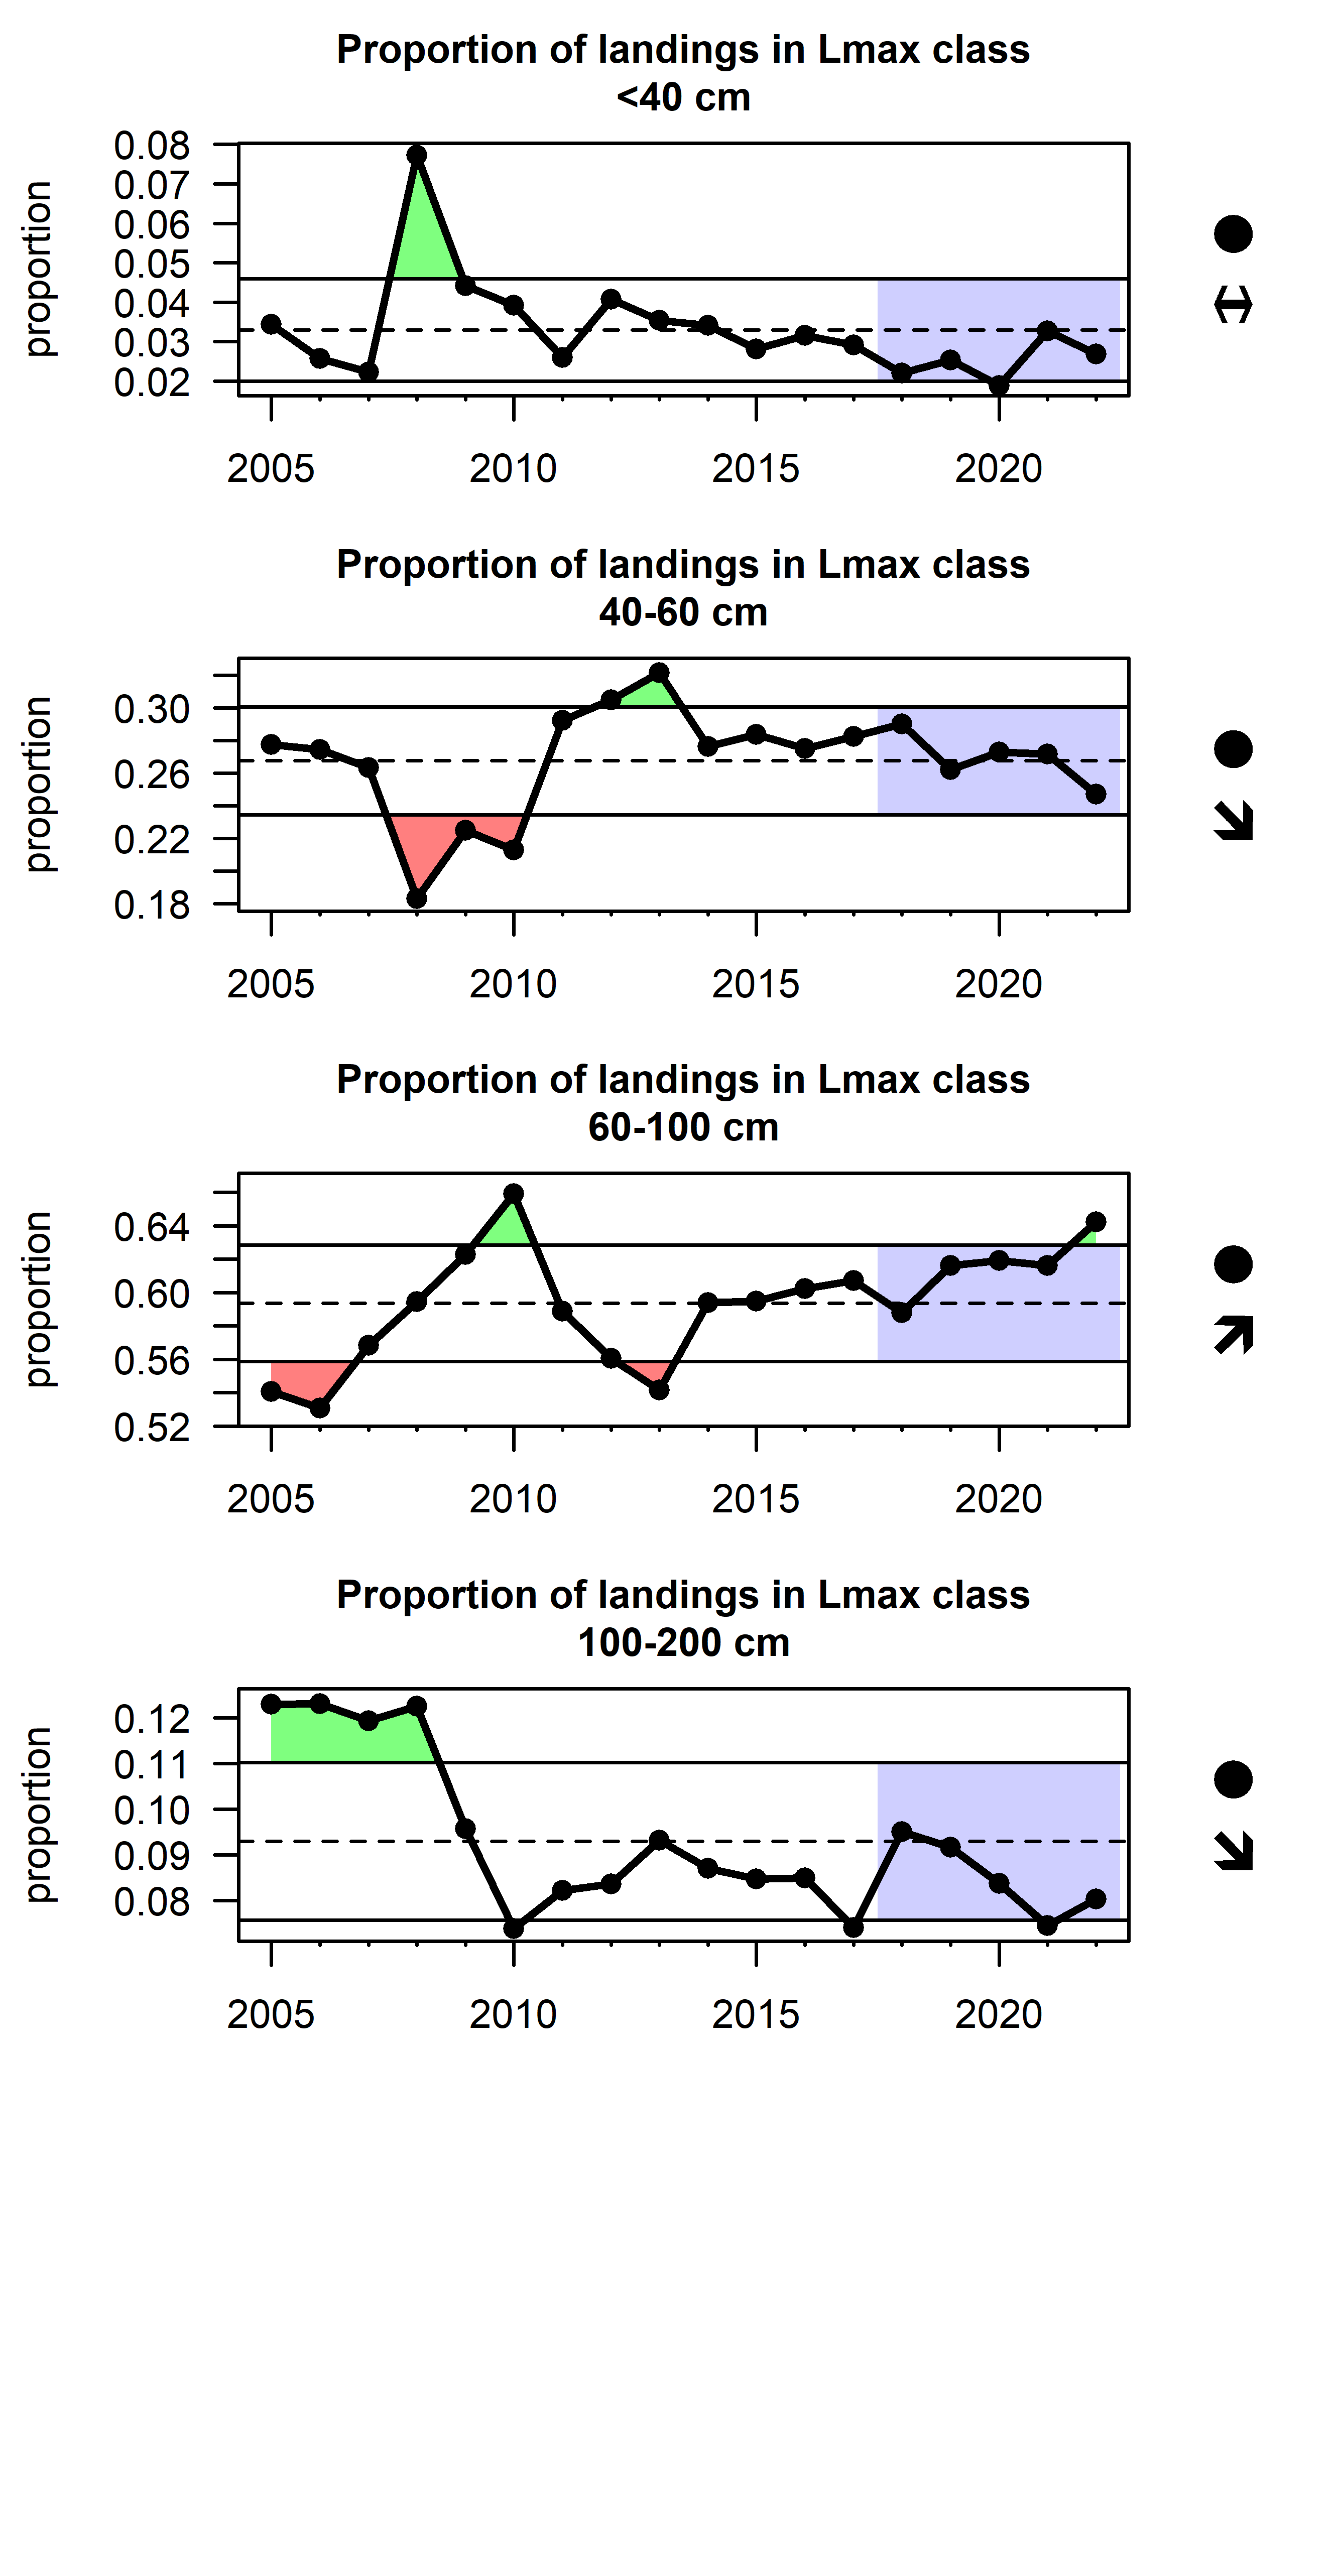 Proportion of landings in Lmax class
<40 cm
proportion
0.08
0.07
0.06
0.05
0.04
0.03
0.02
2005 2010 2015 2020
Proportion of landings in Lmax class
40-60 cm
proportion
0.30
0.26
0.22
0.18
2005 2010 2015 2020
Proportion of landings in Lmax class
60-100 cm
proportion
0.64
0.60
0.56
0.52
2005 2010 2015 2020
Proportion of landings in Lmax class
100-200 cm
proportion
0.12
0.11
0.10
0.09
0.08
2005 2010 2015 2020